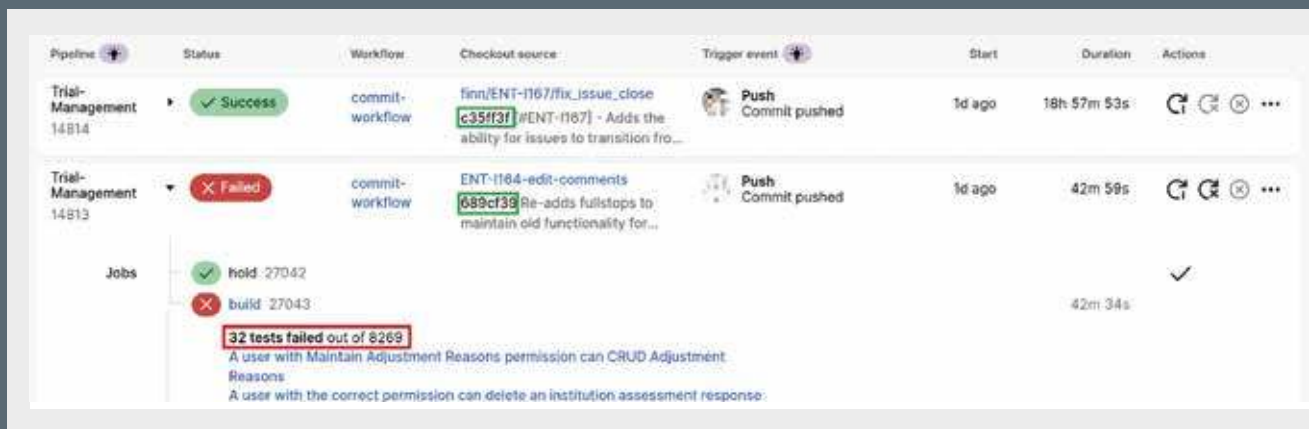 Pipeline Status Workflow Checkout source Trigger event Start Duration Actions
Trial-Management 14814 Success commit-workflow finn/ENT-1167/fix_issue_close Push 1d ago 18h 57m 53s
c35ff3f [#ENT-1167] - Adds the Commit pushed
ability for issues to transition fro...
Trial-Management 14813 Failed commit-workflow ENT-1164-edit-comments Push 1d ago 42m 59s
689cf39 Re-adds fullstops to Commit pushed
maintain old functionality for...
Jobs hold 27042
build 27043 42m 34s
32 tests failed out of 8269
A user with Maintain Adjustment Reasons permission can CRUD Adjustment
Reasons
A user with the correct permission can delete an institution assessment response